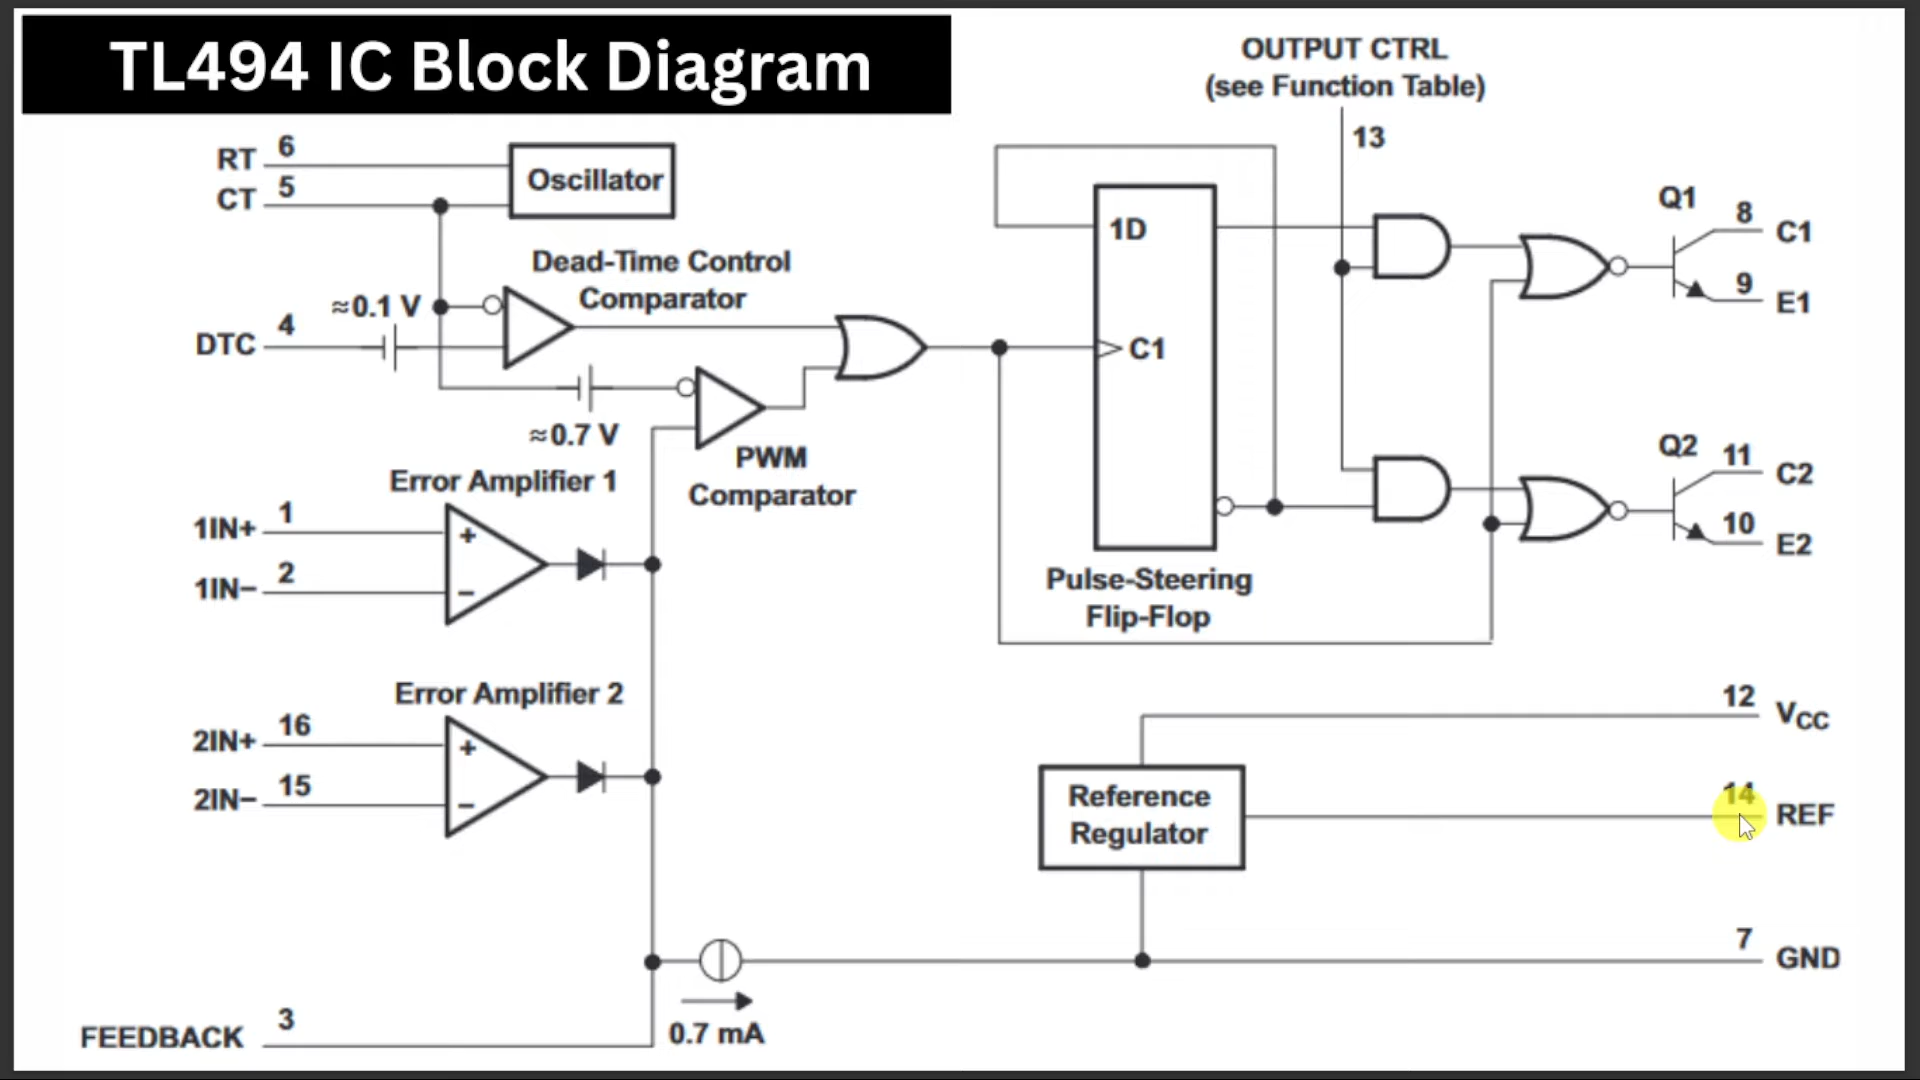 TL494 IC Block Diagram
OUTPUT CTRL
(see Function Table)
13
RT 6
CT 5
Oscillator
Dead-Time Control
Comparator
≈0.1 V
DTC 4
≈0.7 V
PWM
Comparator
1D
C1
Pulse-Steering
Flip-Flop
Q1
8 C1
9 E1
Q2
11 C2
10 E2
Error Amplifier 1
1IN+ 1
+
1IN− 2
−
Error Amplifier 2
2IN+ 16
+
2IN− 15
−
12 VCC
Reference
Regulator
14 REF
7 GND
0.7 mA
FEEDBACK 3